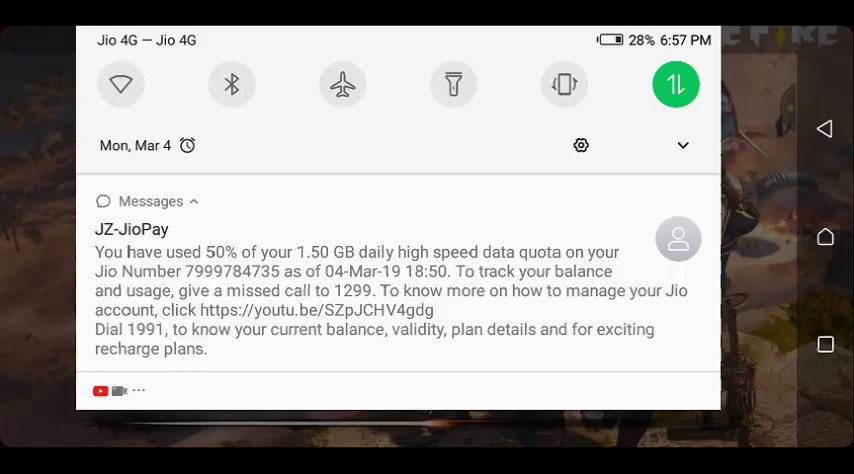 Jio 4G — Jio 4G 28% 6:57 PM
Mon, Mar 4
Messages
JZ-JioPay
You have used 50% of your 1.50 GB daily high speed data quota on your
Jio Number 7999784735 as of 04-Mar-19 18:50. To track your balance
and usage, give a missed call to 1299. To know more on how to manage your Jio
account, click https://youtu.be/SZpJCHV4gdg
Dial 1991, to know your current balance, validity, plan details and for exciting
recharge plans.